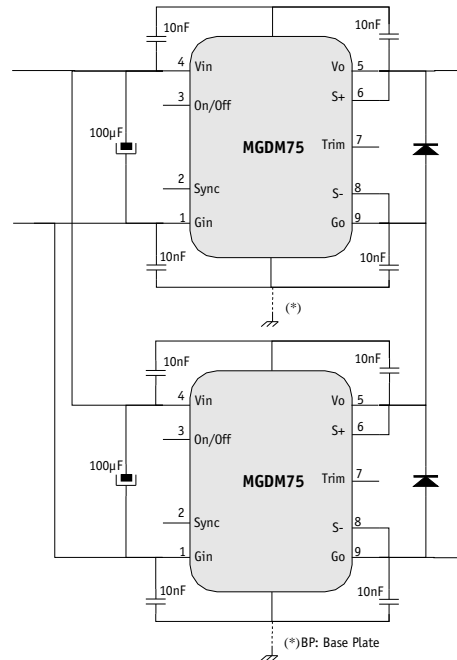 10nF
10nF
4 Vin
Vo 5
S+ 6
3 On/Off
100µF
MGDM75
Trim 7
2 Sync
S- 8
1 Gin
Go 9
10nF
10nF
(*)
10nF
10nF
4 Vin
Vo 5
S+ 6
3 On/Off
100µF
MGDM75
Trim 7
2 Sync
S- 8
1 Gin
Go 9
10nF
10nF
(*)BP: Base Plate